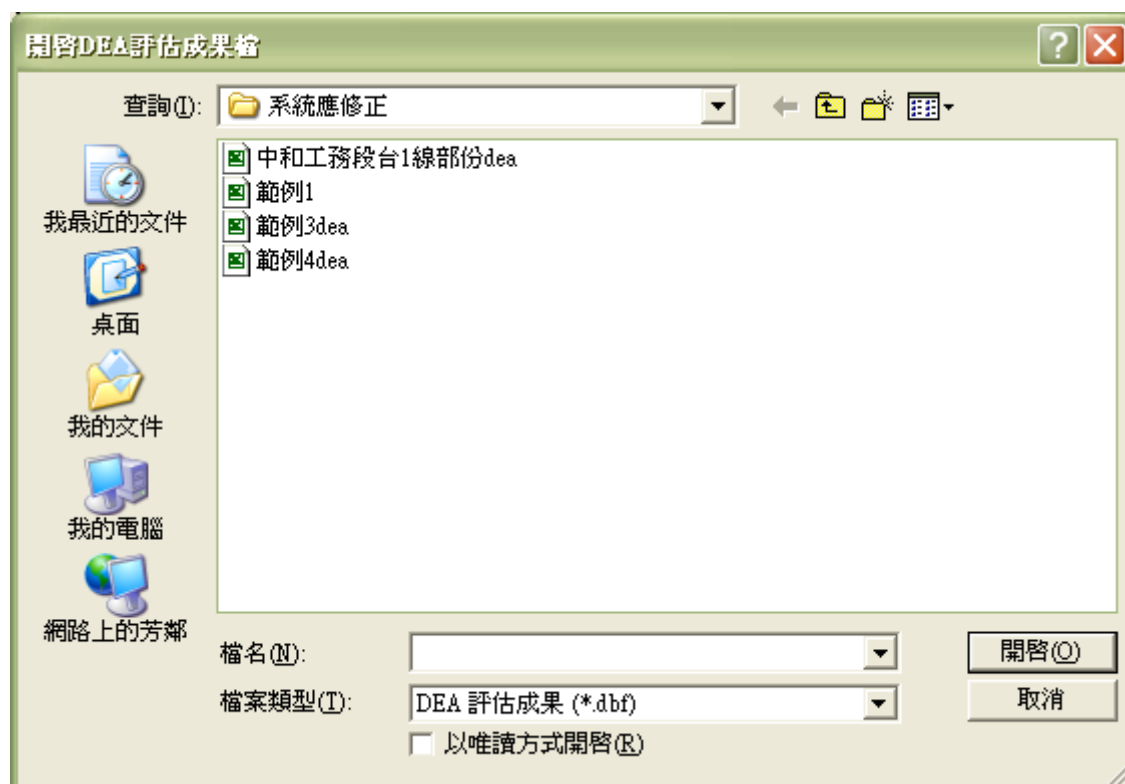 開啓DEA評估成果檔
查詢(I): 系統應修正
中和工務段台1線部份dea
範例1
範例3dea
範例4dea
我最近的文件
桌面
我的文件
我的電腦
網路上的芳鄰
檔名(N): 開啓(O)
檔案類型(T): DEA 評估成果 (*.dbf) 取消
以唯讀方式開啓(R)